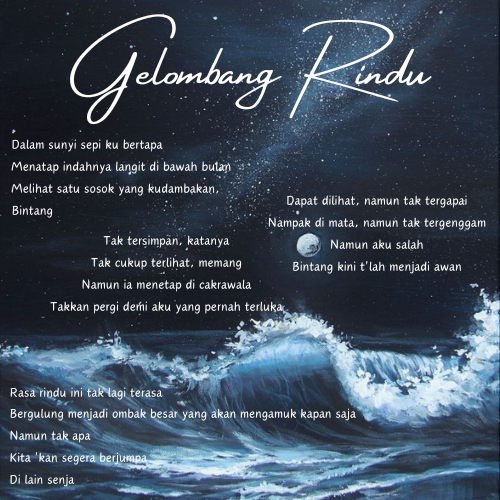 Gelombang Rindu
Dalam sunyi sepi ku bertapa
Menatap indahnya langit di bawah bulan
Melihat satu sosok yang kudambakan,
Bintang
Dapat dilihat, namun tak tergapai
Nampak di mata, namun tak tergenggam
Namun aku salah
Bintang kini t'lah menjadi awan
Tak tersimpan, katanya
Tak cukup terlihat, memang
Namun ia menetap di cakrawala
Takkan pergi demi aku yang pernah terluka
Rasa rindu ini tak lagi terasa
Bergulung menjadi ombak besar yang akan mengamuk kapan saja
Namun tak apa
Kita 'kan segera berjumpa
Di lain senja